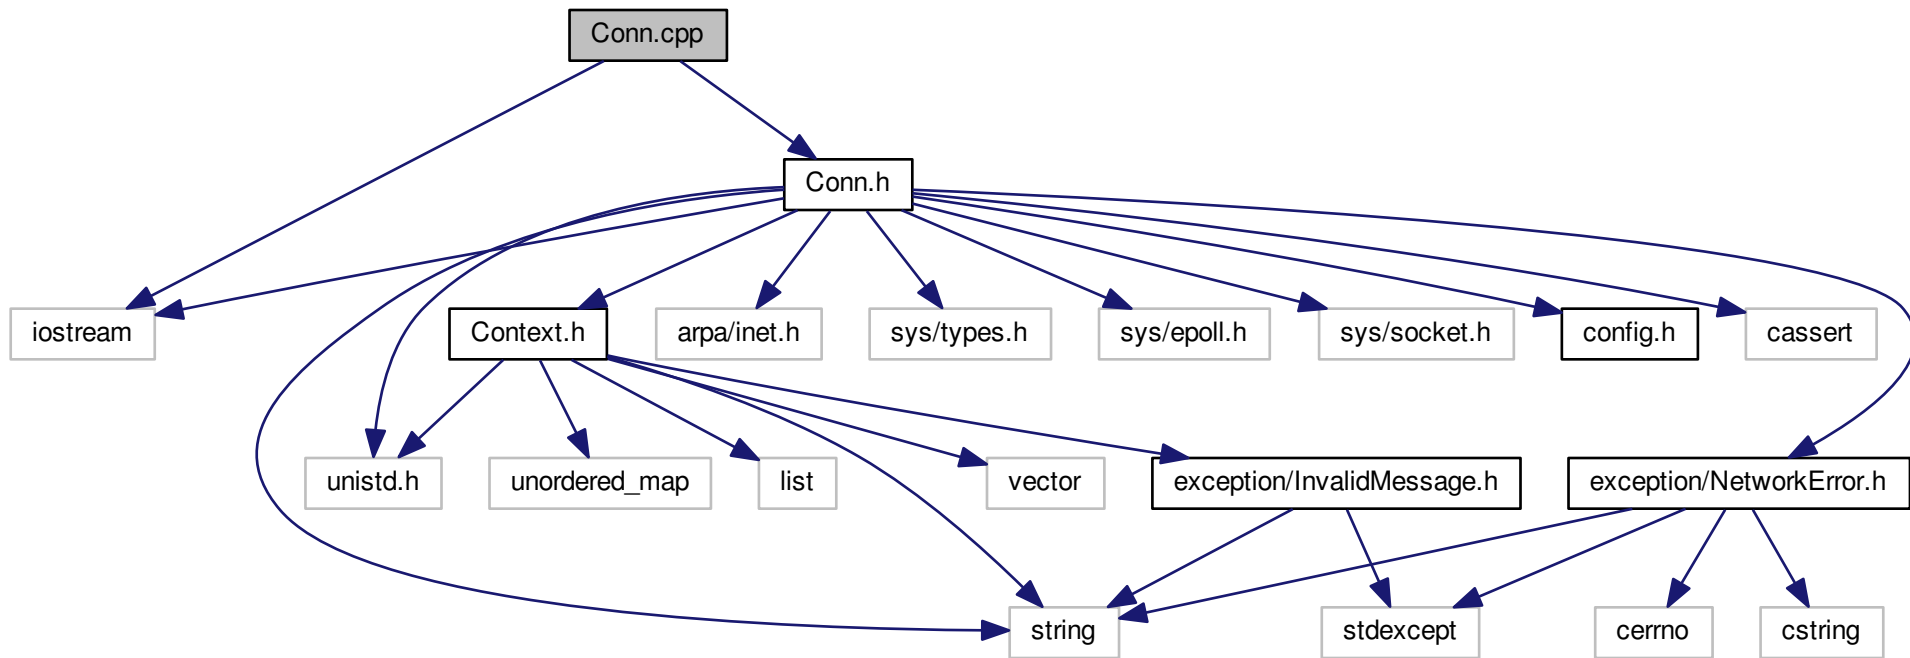 Conn.cpp
Conn.h
iostream
Context.h
arpa/inet.h
sys/types.h
sys/epoll.h
sys/socket.h
config.h
cassert
unistd.h
unordered_map
list
vector
exception/InvalidMessage.h
exception/NetworkError.h
string
stdexcept
cerrno
cstring